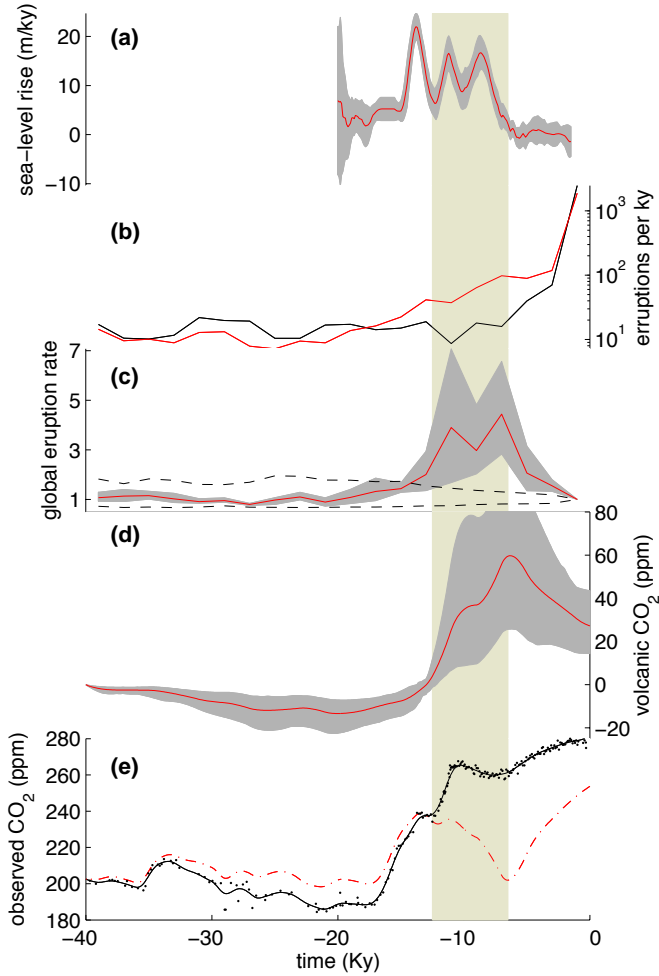 20
10
0
−10
sea−level rise (m/ky)
(a)
(b)
10³
10²
10¹
eruptions per ky
7
5
3
1
global eruption rate
(c)
(d)
80
60
40
20
0
−20
volcanic CO₂ (ppm)
280
260
240
220
200
180
observed CO₂ (ppm)
(e)
−40 −30 −20 −10 0
time (Ky)